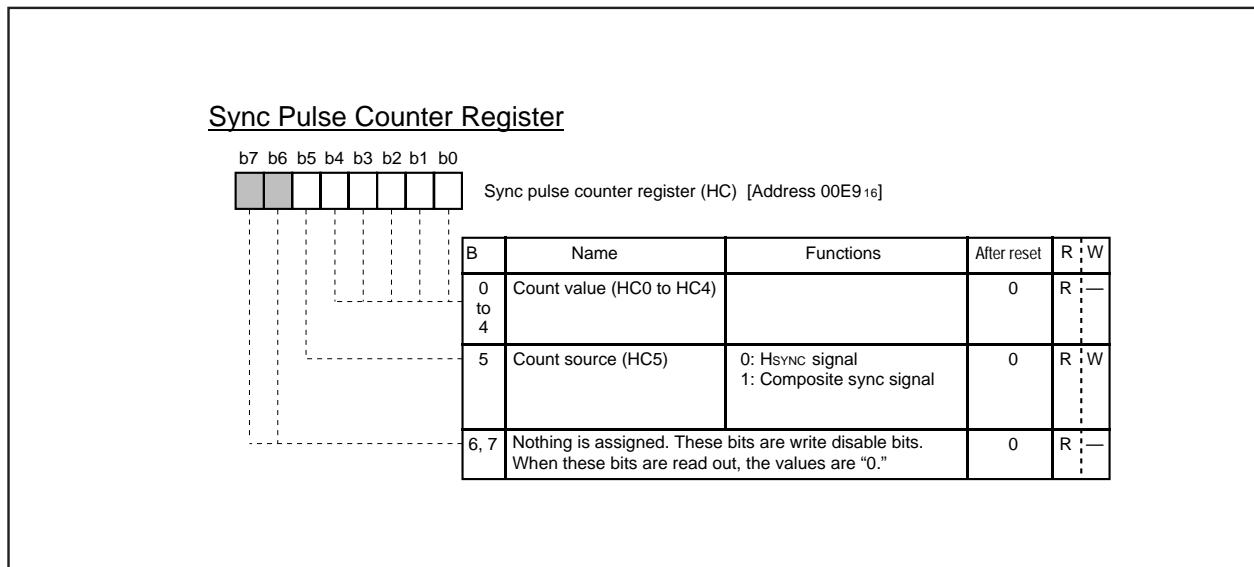 Sync Pulse Counter Register
b7 b6 b5 b4 b3 b2 b1 b0
Sync pulse counter register (HC) [Address 00E916]
B Name Functions After reset R W
0 to 4 Count value (HC0 to HC4) 0 R —
5 Count source (HC5) 0: HSYNC signal 0 R W
1: Composite sync signal
6, 7 Nothing is assigned. These bits are write disable bits. 0 R —
When these bits are read out, the values are “0.”